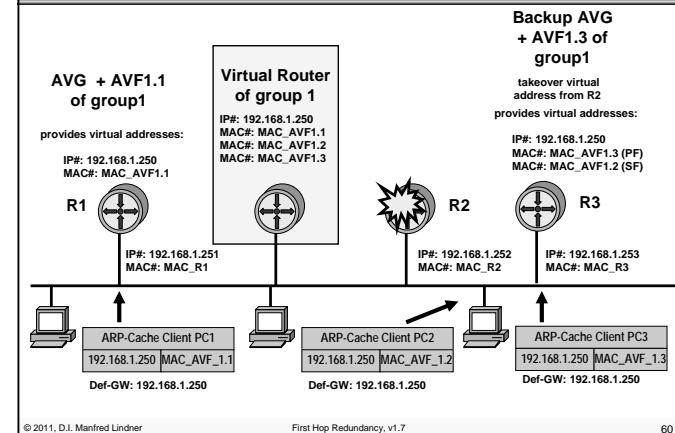 AVG + AVF1.1
of group1
provides virtual addresses:
IP#: 192.168.1.250
MAC#: MAC_AVF1.1
R1
IP#: 192.168.1.251
MAC#: MAC_R1
Virtual Router
of group 1
IP#: 192.168.1.250
MAC#: MAC_AVF1.1
MAC#: MAC_AVF1.2
MAC#: MAC_AVF1.3
R2
IP#: 192.168.1.252
MAC#: MAC_R2
Backup AVG
+ AVF1.3 of
group1
takeover virtual
address from R2
provides virtual addresses:
IP#: 192.168.1.250
MAC#: MAC_AVF1.3 (PF)
MAC#: MAC_AVF1.2 (SF)
R3
IP#: 192.168.1.253
MAC#: MAC_R3
ARP-Cache Client PC1
192.168.1.250 MAC_AVF_1.1
Def-GW: 192.168.1.250
ARP-Cache Client PC2
192.168.1.250 MAC_AVF_1.2
Def-GW: 192.168.1.250
ARP-Cache Client PC3
192.168.1.250 MAC_AVF_1.3
Def-GW: 192.168.1.250
© 2011, D.I. Manfred Lindner
First Hop Redundancy, v1.7
60